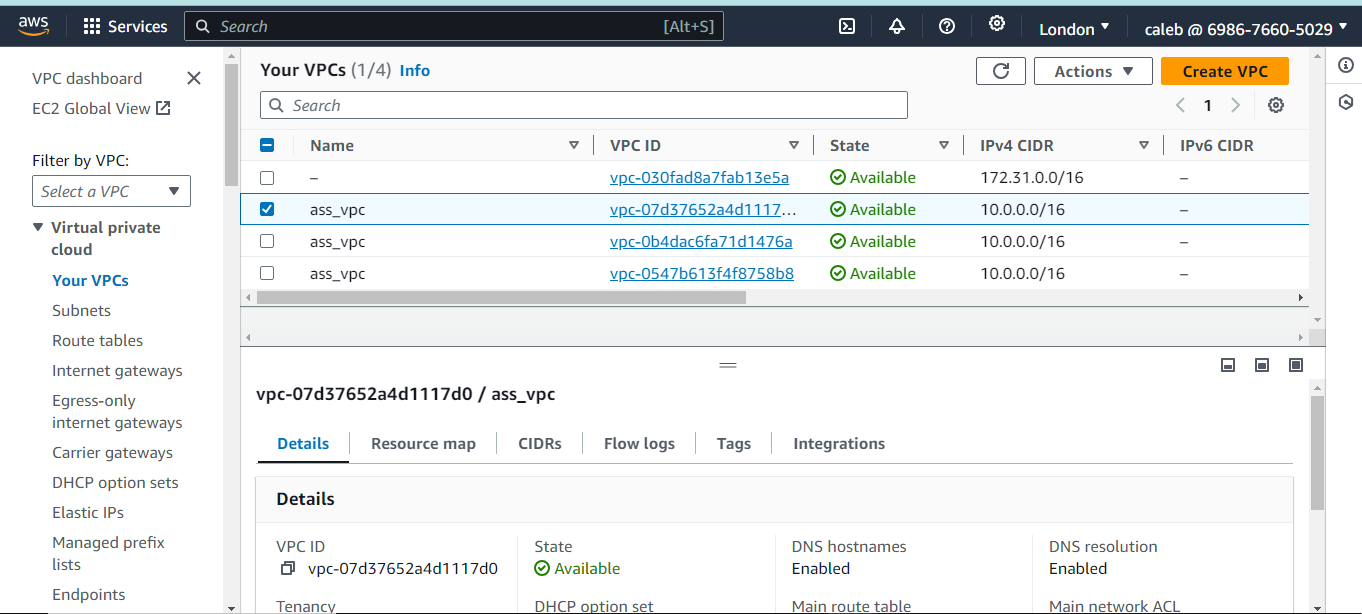 aws Services Search [Alt+S] London caleb @ 6986-7660-5029
VPC dashboard
EC2 Global View
Filter by VPC:
Select a VPC
Virtual private
cloud
Your VPCs
Subnets
Route tables
Internet gateways
Egress-only
internet gateways
Carrier gateways
DHCP option sets
Elastic IPs
Managed prefix
lists
Endpoints
Your VPCs (1/4) Info Actions Create VPC
Search 1
Name VPC ID State IPv4 CIDR IPv6 CIDR
– vpc-030fad8a7fab13e5a Available 172.31.0.0/16 –
ass_vpc vpc-07d37652a4d1117… Available 10.0.0.0/16 –
ass_vpc vpc-0b4dac6fa71d1476a Available 10.0.0.0/16 –
ass_vpc vpc-0547b613f4f8758b8 Available 10.0.0.0/16 –
vpc-07d37652a4d1117d0 / ass_vpc
Details Resource map CIDRs Flow logs Tags Integrations
Details
VPC ID State DNS hostnames DNS resolution
vpc-07d37652a4d1117d0 Available Enabled Enabled
Tenancy DHCP option set Main route table Main network ACL